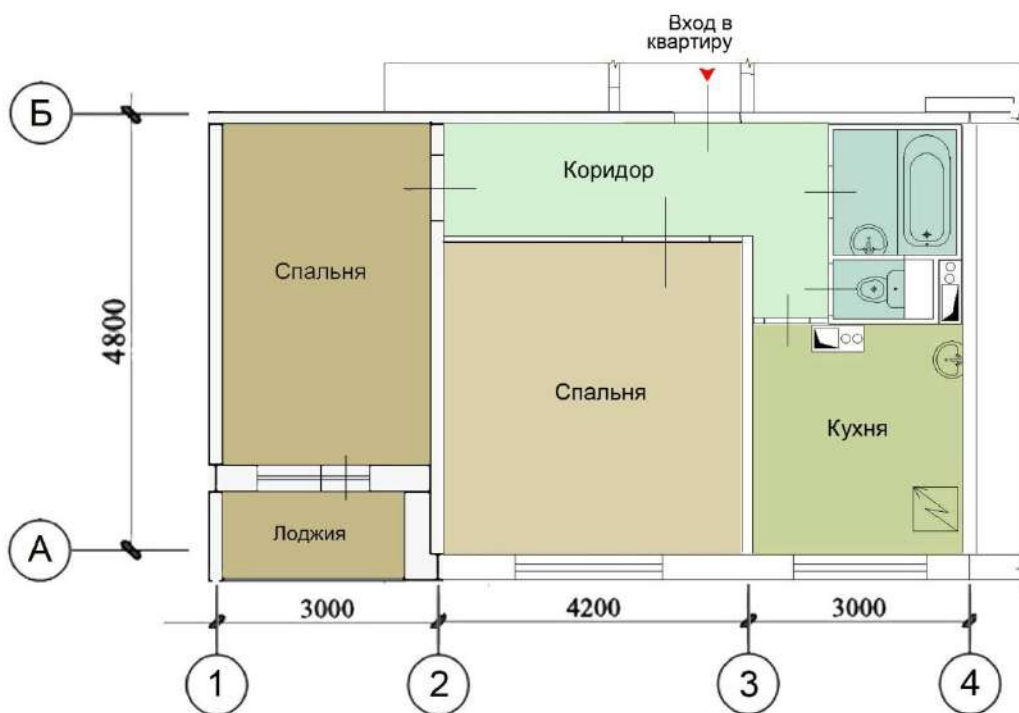 Вход в
квартиру
Б
Коридор
Спальня
4800
Спальня
Кухня
Лоджия
А
3000
4200
3000
1
2
3
4